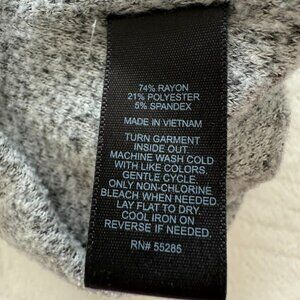 74% RAYON
21% POLYESTER
5% SPANDEX
MADE IN VIETNAM
TURN GARMENT
INSIDE OUT
MACHINE WASH COLD
WITH LIKE COLORS.
GENTLE CYCLE.
ONLY NON-CHLORINE
BLEACH WHEN NEEDED.
LAY FLAT TO DRY.
COOL IRON ON
REVERSE IF NEEDED.
RN# 55285